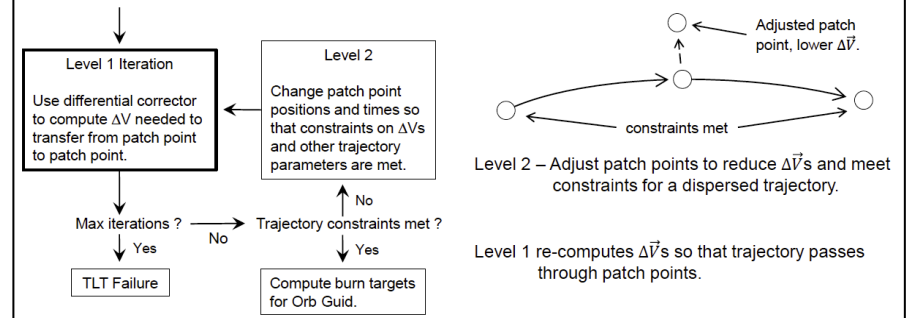 Level 1 Iteration
Use differential corrector
to compute ΔV needed to
transfer from patch point
to patch point.
Level 2
Change patch point
positions and times so
that constraints on ΔVs
and other trajectory
parameters are met.
No
Max iterations ?
No
Trajectory constraints met ?
Yes
Yes
TLT Failure
Compute burn targets
for Orb Guid.
Adjusted patch
point, lower ΔV⃗.
constraints met
Level 2 – Adjust patch points to reduce ΔV⃗s and meet
constraints for a dispersed trajectory.
Level 1 re-computes ΔV⃗s so that trajectory passes
through patch points.